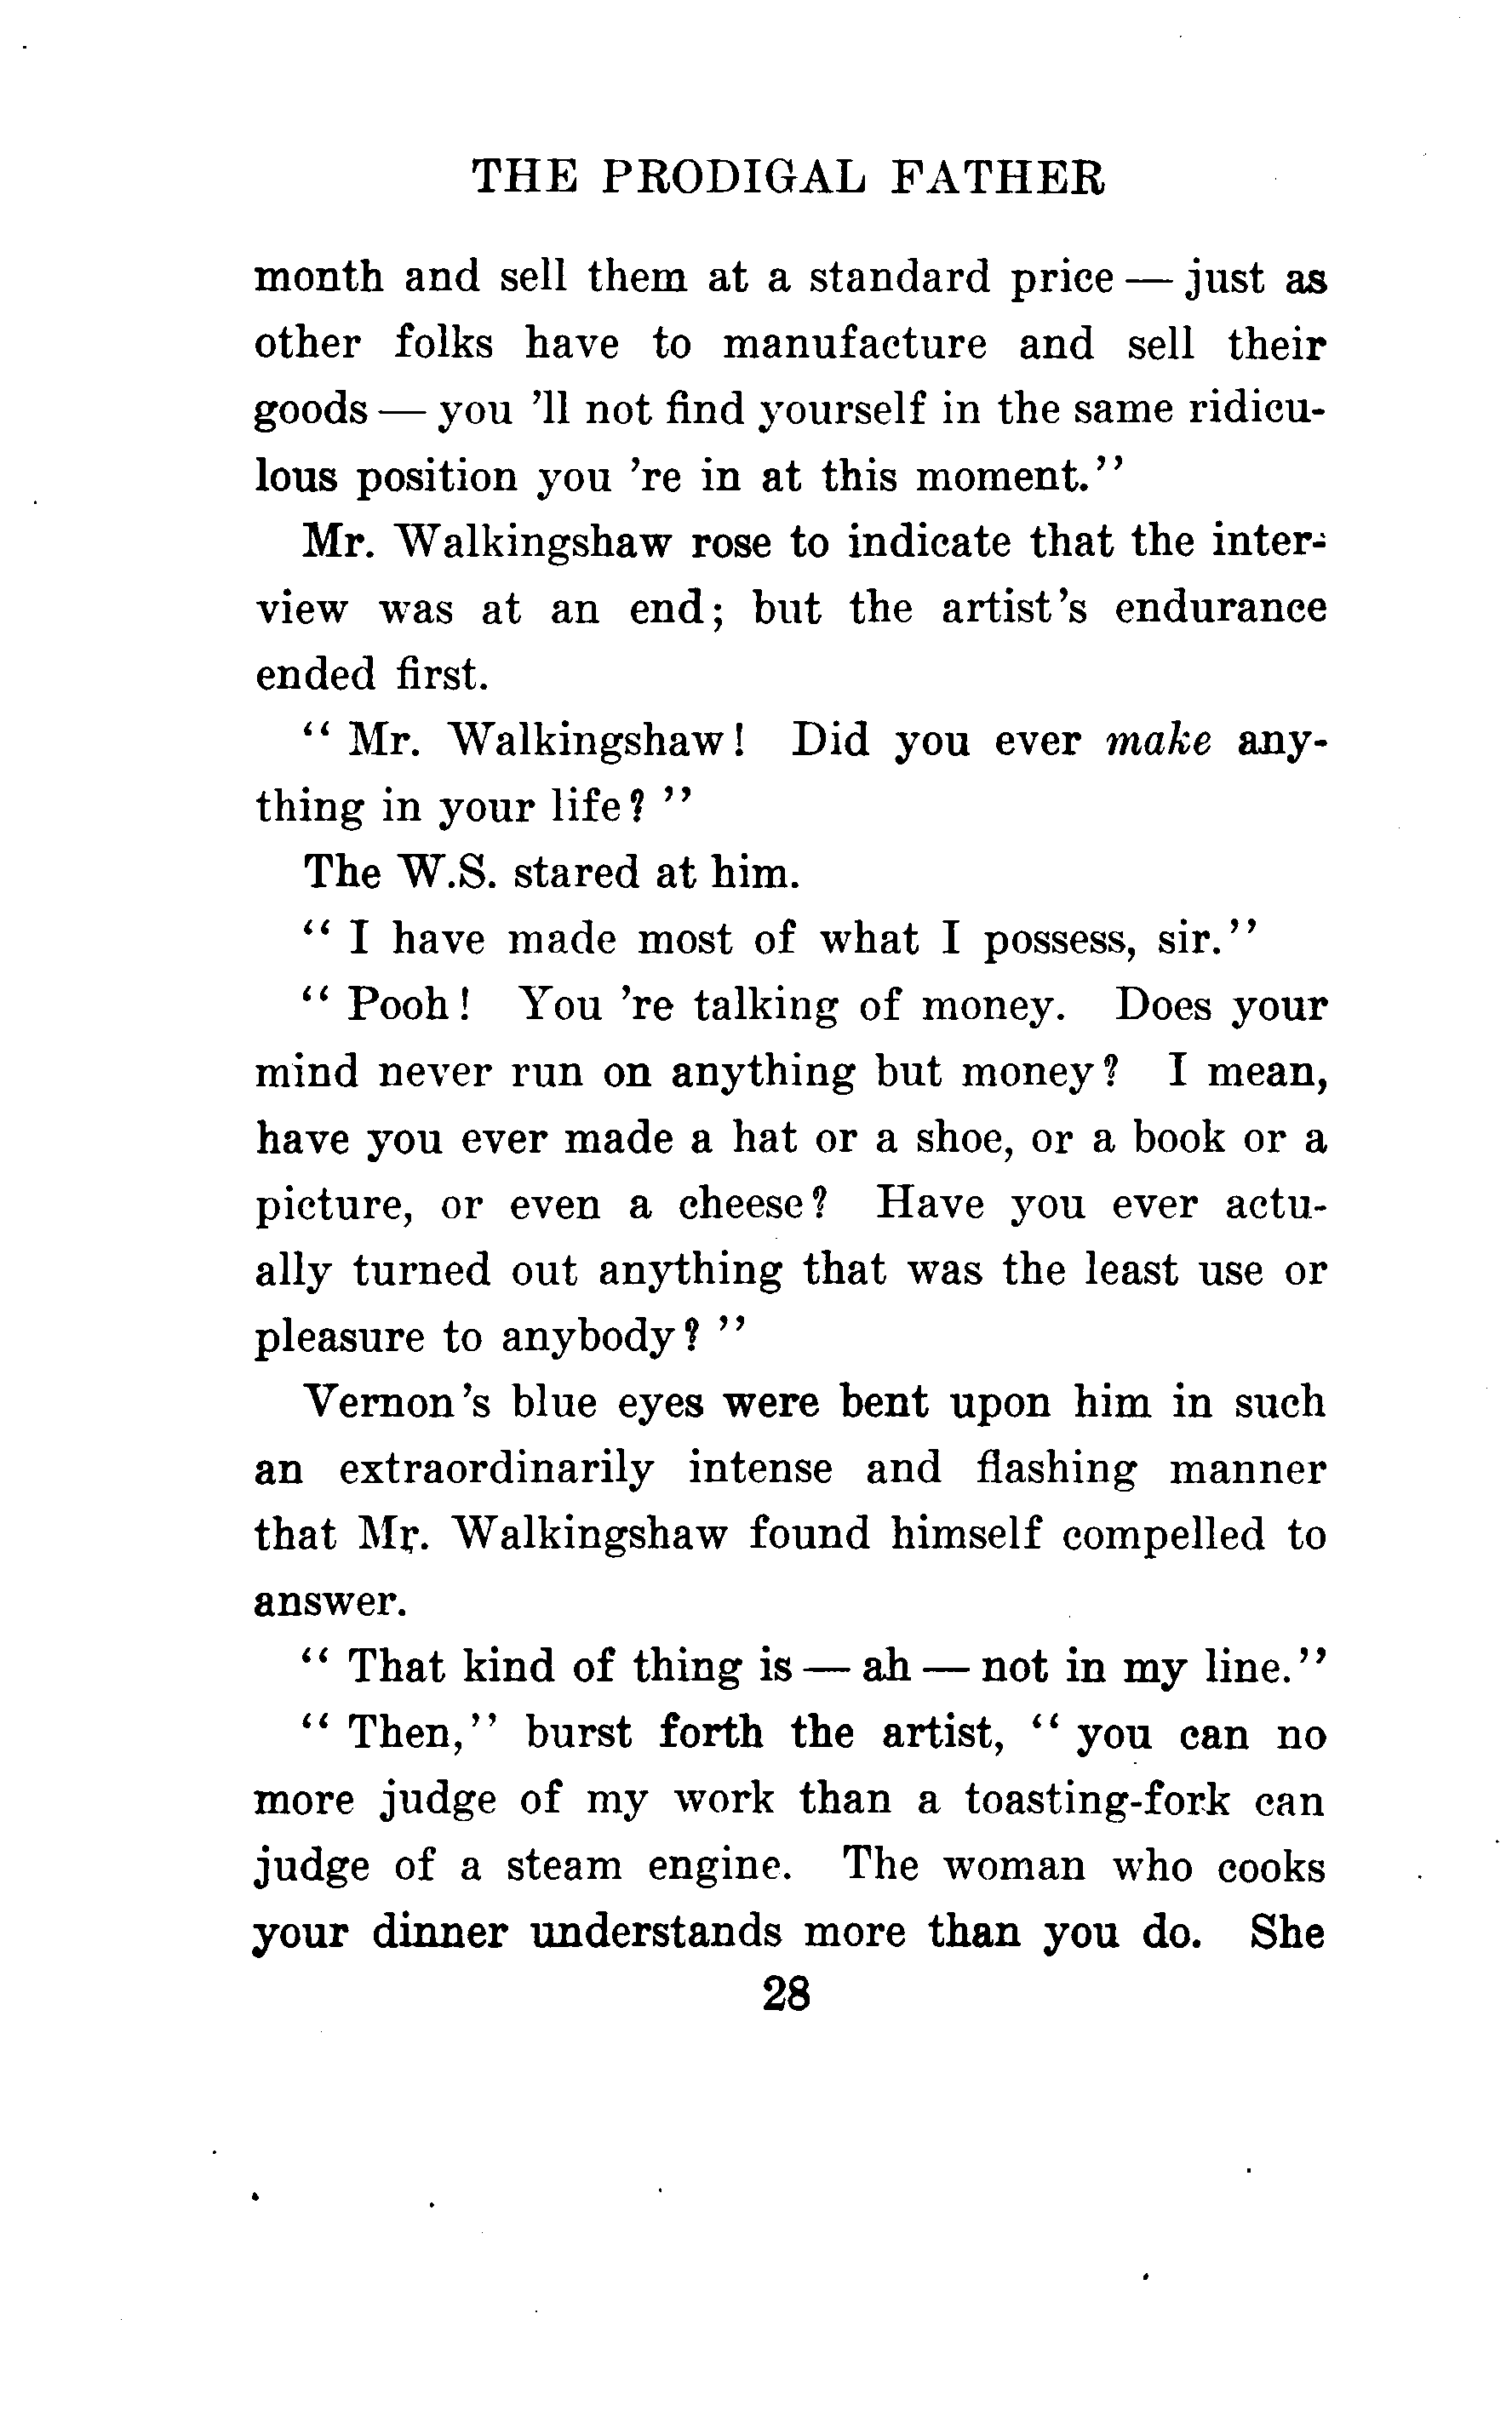 THE PRODIGAL FATHER
month and sell them at a standard price — just as
other folks have to manufacture and sell their
goods — you 'll not find yourself in the same ridicu-
lous position you 're in at this moment."
Mr. Walkingshaw rose to indicate that the inter-
view was at an end; but the artist's endurance
ended first.
" Mr. Walkingshaw! Did you ever make any-
thing in your life? "
The W.S. stared at him.
" I have made most of what I possess, sir."
" Pooh! You 're talking of money. Does your
mind never run on anything but money? I mean,
have you ever made a hat or a shoe, or a book or a
picture, or even a cheese? Have you ever actu-
ally turned out anything that was the least use or
pleasure to anybody? "
Vernon's blue eyes were bent upon him in such
an extraordinarily intense and flashing manner
that Mr. Walkingshaw found himself compelled to
answer.
" That kind of thing is — ah — not in my line."
" Then," burst forth the artist, " you can no
more judge of my work than a toasting-fork can
judge of a steam engine. The woman who cooks
your dinner understands more than you do. She
28